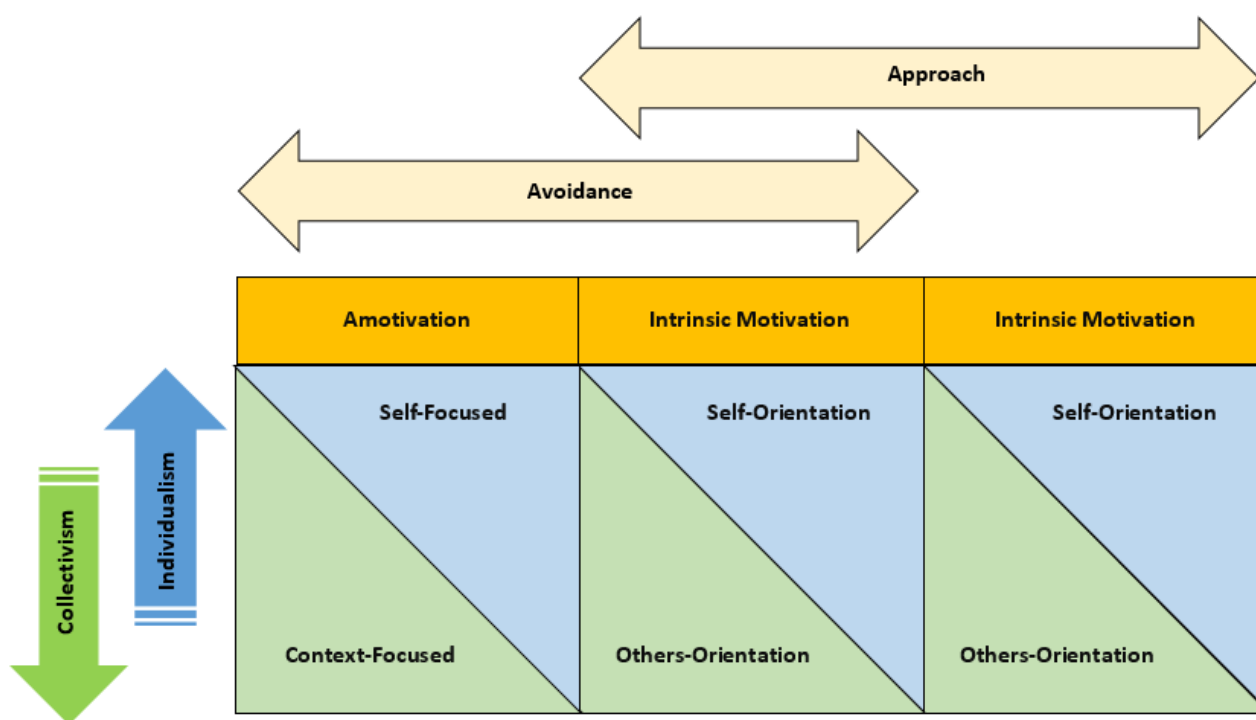 Approach
Avoidance
Amotivation
Intrinsic Motivation
Intrinsic Motivation
Self-Focused
Self-Orientation
Self-Orientation
Individualism
Collectivism
Context-Focused
Others-Orientation
Others-Orientation